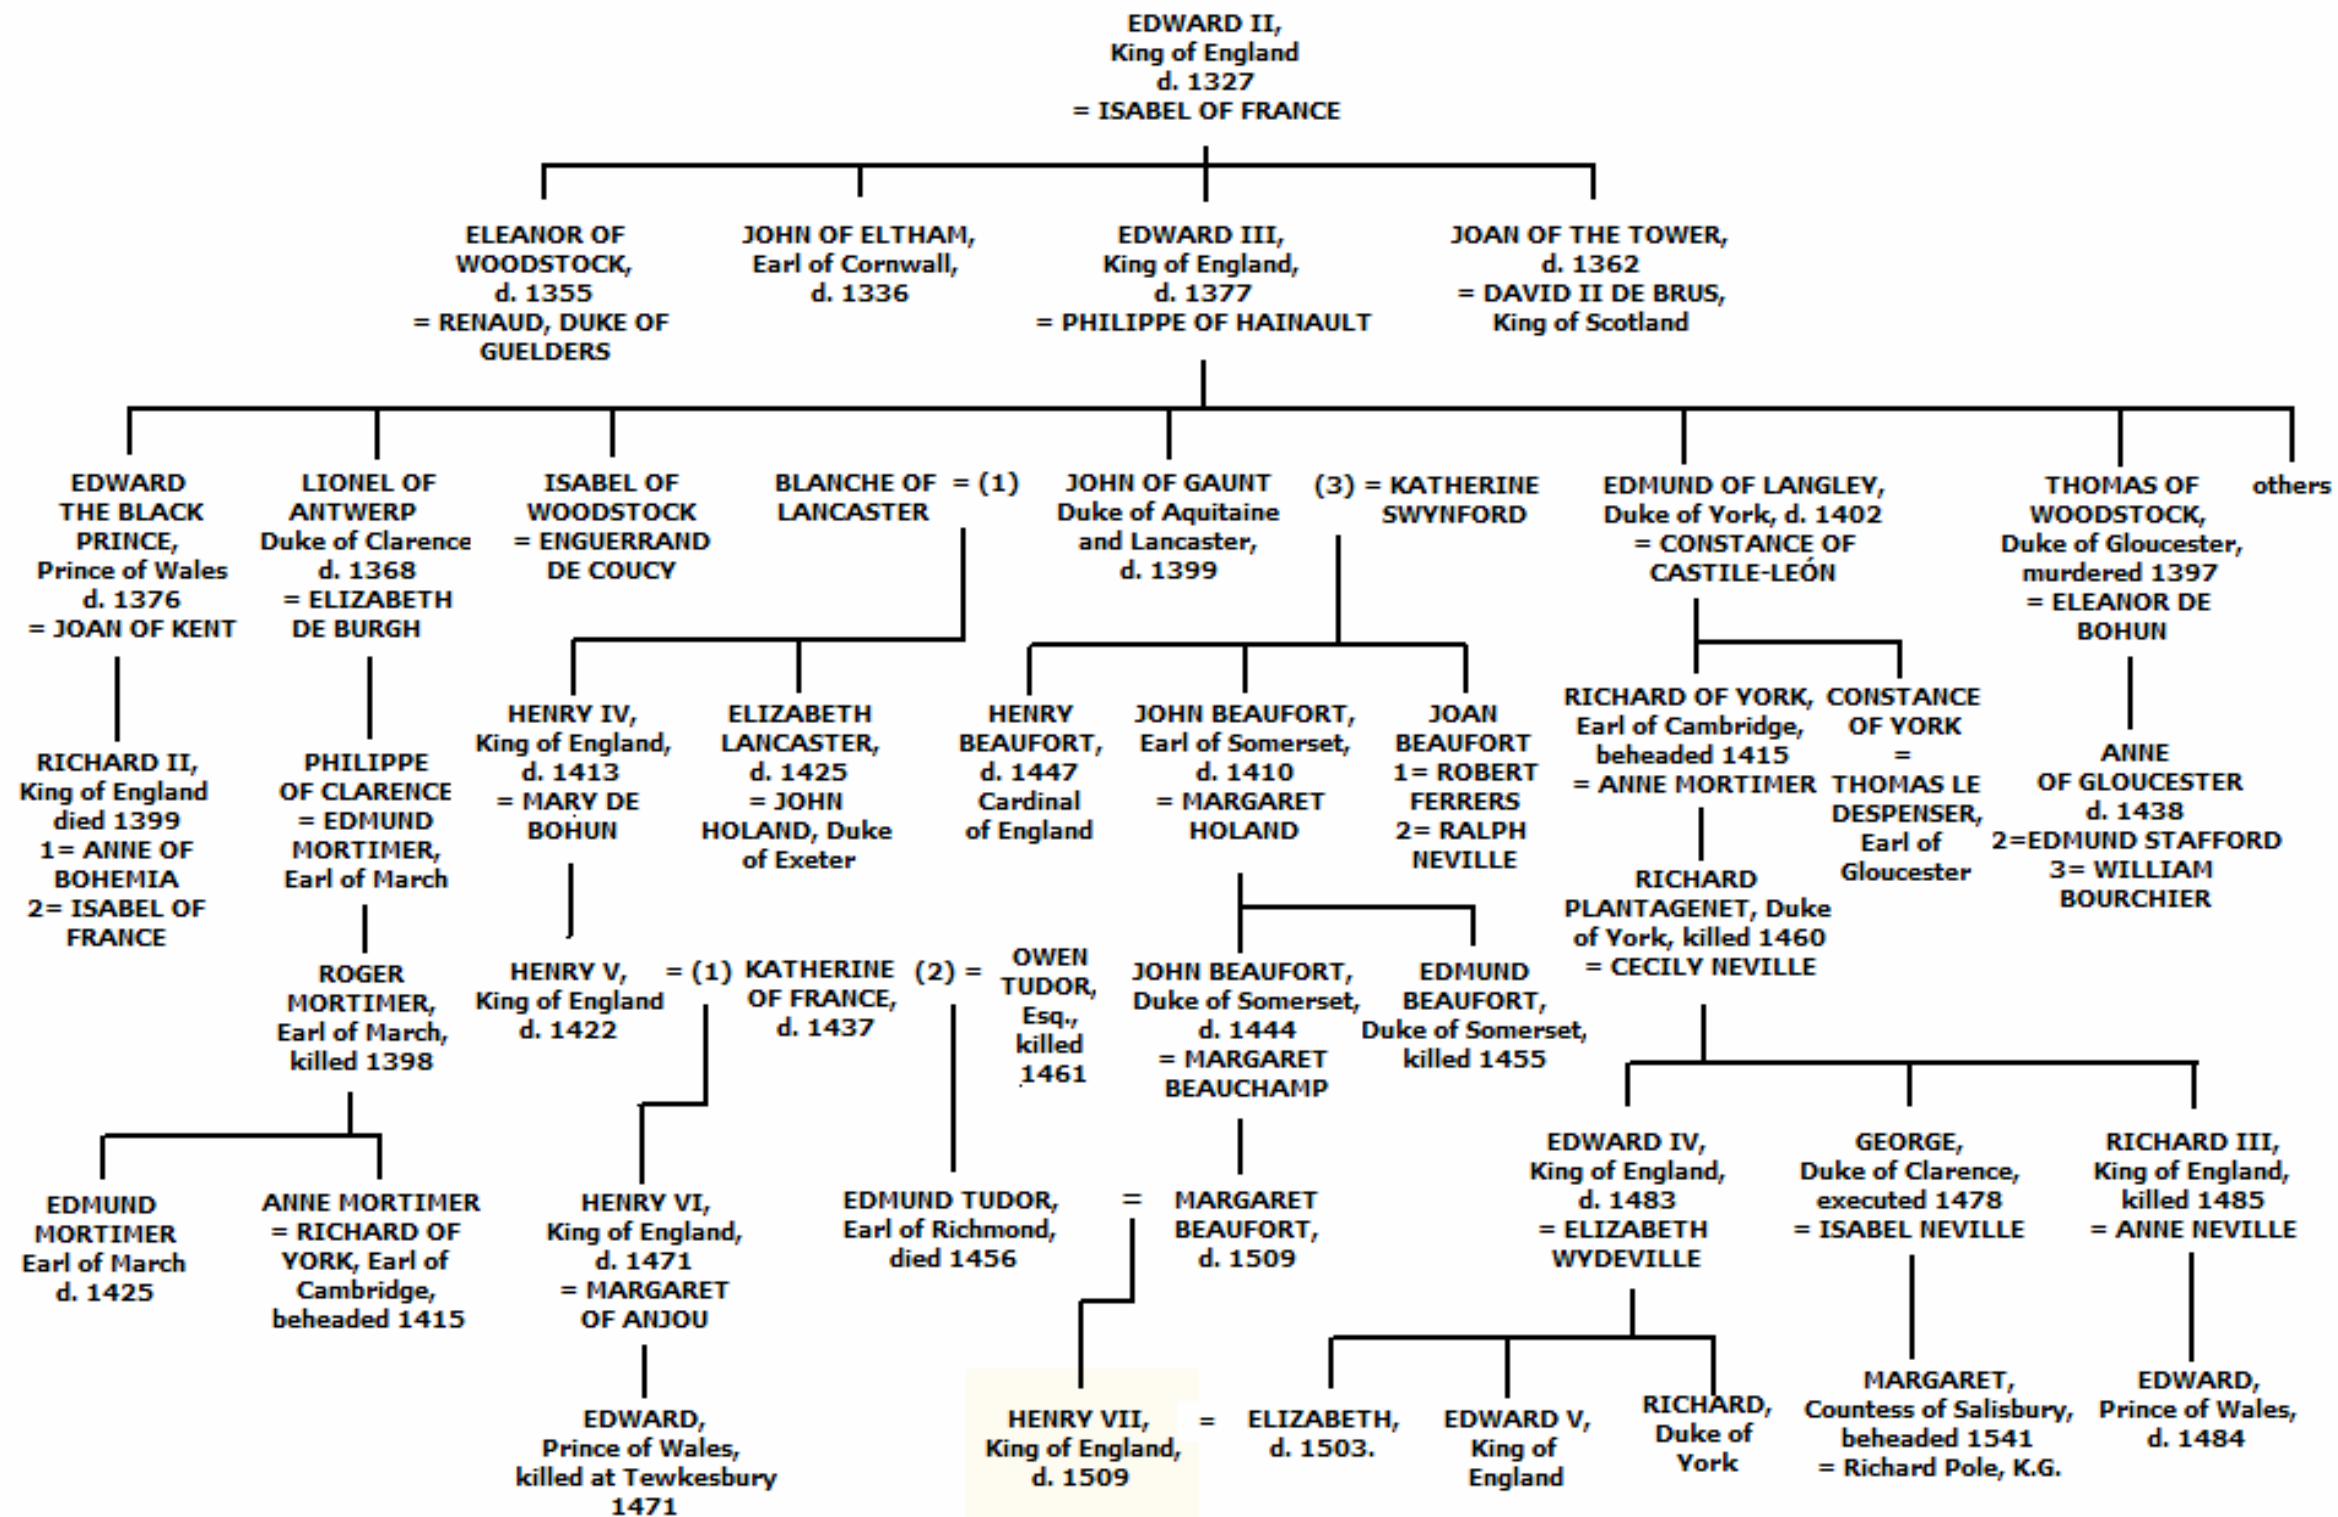 EDWARD II,
King of England
d. 1327
= ISABEL OF FRANCE
ELEANOR OF
WOODSTOCK,
d. 1355
= RENAUD, DUKE OF
GUELDERS
JOHN OF ELTHAM,
Earl of Cornwall,
d. 1336
EDWARD III,
King of England,
d. 1377
= PHILIPPE OF HAINAULT
JOAN OF THE TOWER,
d. 1362
= DAVID II DE BRUS,
King of Scotland
EDWARD
THE BLACK
PRINCE,
Prince of Wales
d. 1376
= JOAN OF KENT
LIONEL OF
ANTWERP
Duke of Clarence
d. 1368
= ELIZABETH
DE BURGH
ISABEL OF
WOODSTOCK
= ENGUERRAND
DE COUCY
BLANCHE OF = (1)
LANCASTER
JOHN OF GAUNT
Duke of Aquitaine
and Lancaster,
d. 1399
(3) = KATHERINE
SWYNFORD
EDMUND OF LANGLEY,
Duke of York, d. 1402
= CONSTANCE OF
CASTILE-LEÓN
THOMAS OF
WOODSTOCK,
Duke of Gloucester,
murdered 1397
= ELEANOR DE
BOHUN
others
RICHARD II,
King of England
died 1399
1= ANNE OF
BOHEMIA
2= ISABEL OF
FRANCE
PHILIPPE
OF CLARENCE
= EDMUND
MORTIMER,
Earl of March
HENRY IV,
King of England,
d. 1413
= MARY DE
BOHUN
ELIZABETH
LANCASTER,
d. 1425
= JOHN
HOLAND, Duke
of Exeter
HENRY
BEAUFORT,
d. 1447
Cardinal
of England
JOHN BEAUFORT,
Earl of Somerset,
d. 1410
= MARGARET
HOLAND
JOAN
BEAUFORT
1= ROBERT
FERRERS
2= RALPH
NEVILLE
RICHARD OF YORK,
Earl of Cambridge,
beheaded 1415
= ANNE MORTIMER
CONSTANCE
OF YORK
=
THOMAS LE
DESPENSER,
Earl of
Gloucester
ANNE
OF GLOUCESTER
d. 1438
2=EDMUND STAFFORD
3= WILLIAM
BOURCHIER
RICHARD
PLANTAGENET, Duke
of York, killed 1460
= CECILY NEVILLE
ROGER
MORTIMER,
Earl of March,
killed 1398
HENRY V,
King of England
d. 1422
= (1) KATHERINE (2) =
OF FRANCE,
d. 1437
OWEN
TUDOR,
Esq.,
killed
1461
JOHN BEAUFORT,
Duke of Somerset,
d. 1444
= MARGARET
BEAUCHAMP
EDMUND
BEAUFORT,
Duke of Somerset,
killed 1455
EDWARD IV,
King of England,
d. 1483
= ELIZABETH
WYDEVILLE
GEORGE,
Duke of Clarence,
executed 1478
= ISABEL NEVILLE
RICHARD III,
King of England,
killed 1485
= ANNE NEVILLE
EDMUND
MORTIMER
Earl of March
d. 1425
ANNE MORTIMER
= RICHARD OF
YORK, Earl of
Cambridge,
beheaded 1415
HENRY VI,
King of England,
d. 1471
= MARGARET
OF ANJOU
EDMUND TUDOR,
Earl of Richmond,
died 1456
=
MARGARET
BEAUFORT,
d. 1509
EDWARD,
Prince of Wales,
killed at Tewkesbury
1471
HENRY VII,
King of England,
d. 1509
=
ELIZABETH,
d. 1503.
EDWARD V,
King of
England
RICHARD,
Duke of
York
MARGARET,
Countess of Salisbury,
beheaded 1541
= Richard Pole, K.G.
EDWARD,
Prince of Wales,
d. 1484